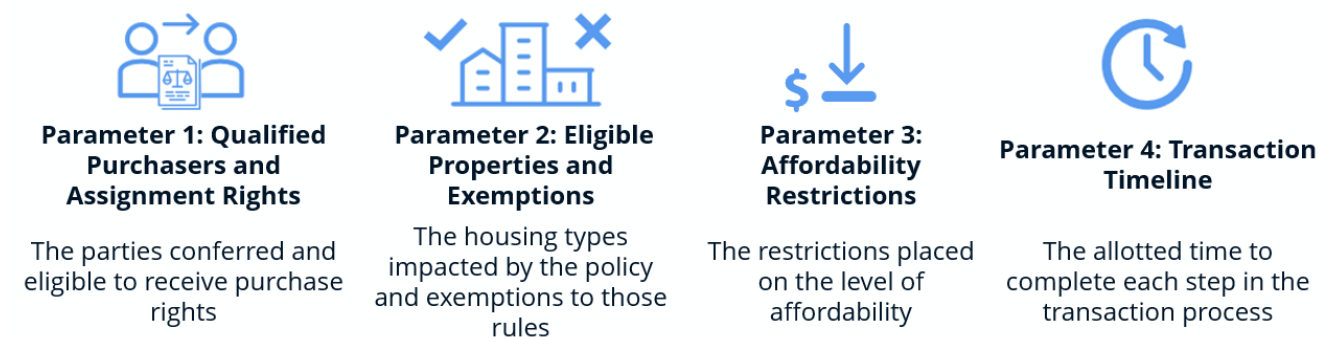 Parameter 1: Qualified
Purchasers and
Assignment Rights
The parties conferred and
eligible to receive purchase
rights
Parameter 2: Eligible
Properties and
Exemptions
The housing types
impacted by the policy
and exemptions to those
rules
$
Parameter 3:
Affordability
Restrictions
The restrictions placed
on the level of
affordability
Parameter 4: Transaction
Timeline
The allotted time to
complete each step in the
transaction process